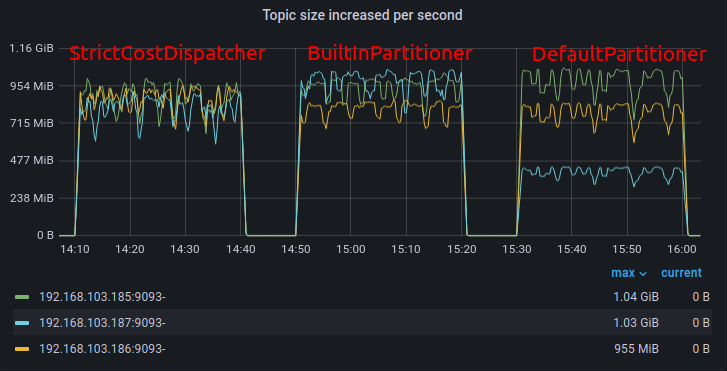 Topic size increased per second
1.16 GiB
StrictCostDispatcher
BuiltInPartitioner
DefaultPartitioner
954 MiB
715 MiB
477 MiB
238 MiB
0 B
14:10 14:20 14:30 14:40 14:50 15:00 15:10 15:20 15:30 15:40 15:50 16:00
max current
192.168.103.185:9093- 1.04 GiB 0 B
192.168.103.187:9093- 1.03 GiB 0 B
192.168.103.186:9093- 955 MiB 0 B